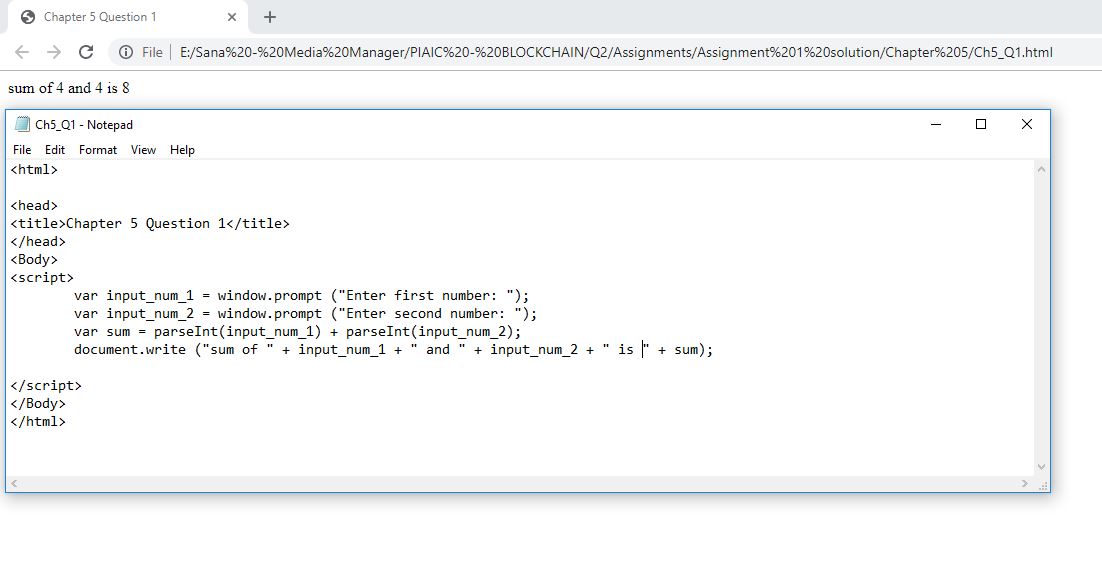 Chapter 5 Question 1
File E:/Sana%20-%20Media%20Manager/PIAIC%20-%20BLOCKCHAIN/Q2/Assignments/Assignment%201%20solution/Chapter%205/Ch5_Q1.html
sum of 4 and 4 is 8
Ch5_Q1 - Notepad
File Edit Format View Help
<html>
<head>
<title>Chapter 5 Question 1</title>
</head>
<Body>
<script>
var input_num_1 = window.prompt ("Enter first number: ");
var input_num_2 = window.prompt ("Enter second number: ");
var sum = parseInt(input_num_1) + parseInt(input_num_2);
document.write ("sum of " + input_num_1 + " and " + input_num_2 + " is " + sum);
</script>
</Body>
</html>